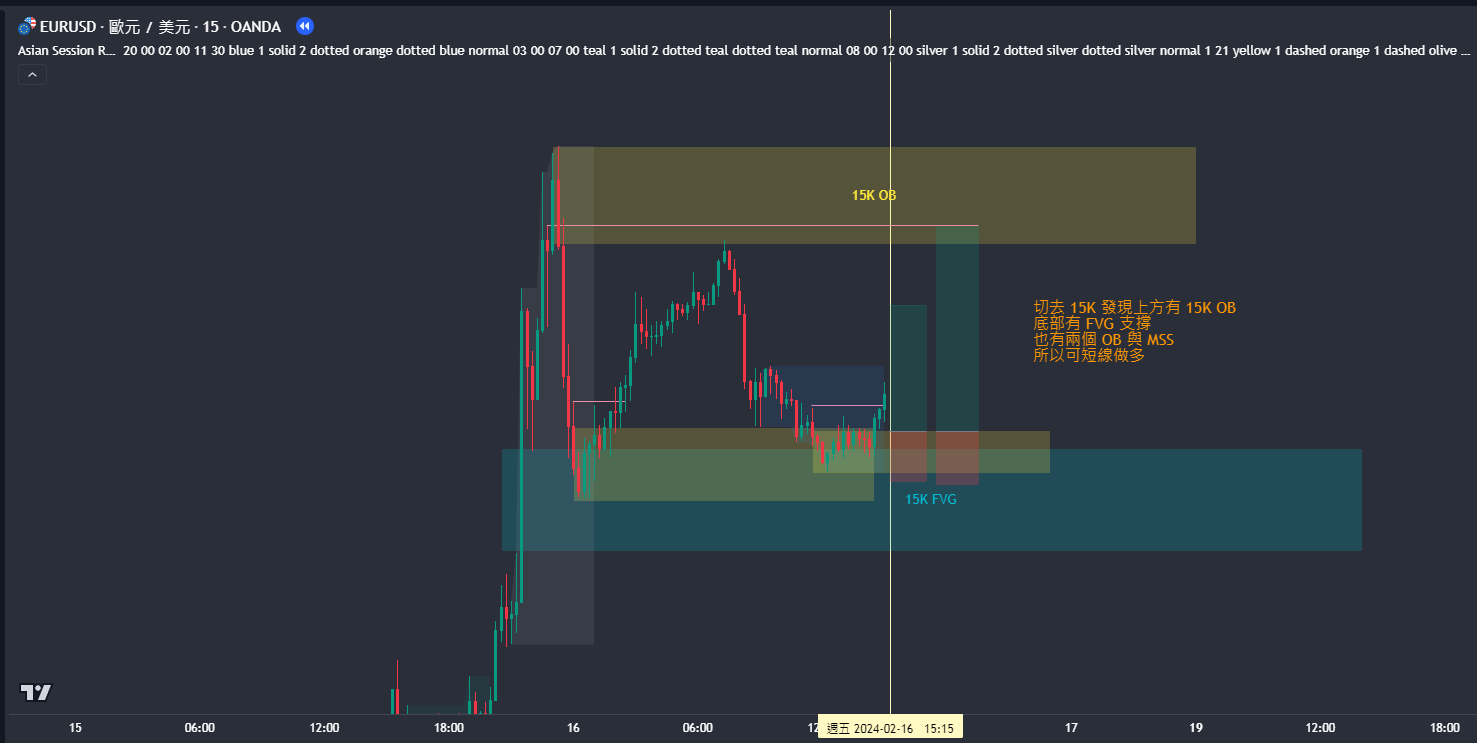 EURUSD · 歐元 / 美元 · 15 · OANDA
Asian Session R... 20 00 02 00 11 30 blue 1 solid 2 dotted orange dotted blue normal 03 00 07 00 teal 1 solid 2 dotted teal dotted teal normal 08 00 12 00 silver 1 solid 2 dotted silver dotted silver normal 1 21 yellow 1 dashed orange 1 dashed olive ...
15K OB
切去 15K 發現上方有 15K OB
底部有 FVG 支撐
也有兩個 OB 與 MSS
所以可短線做多
15K FVG
15 06:00 12:00 18:00 16 06:00 12 週五 2024-02-16 15:15 17 19 12:00 18:00